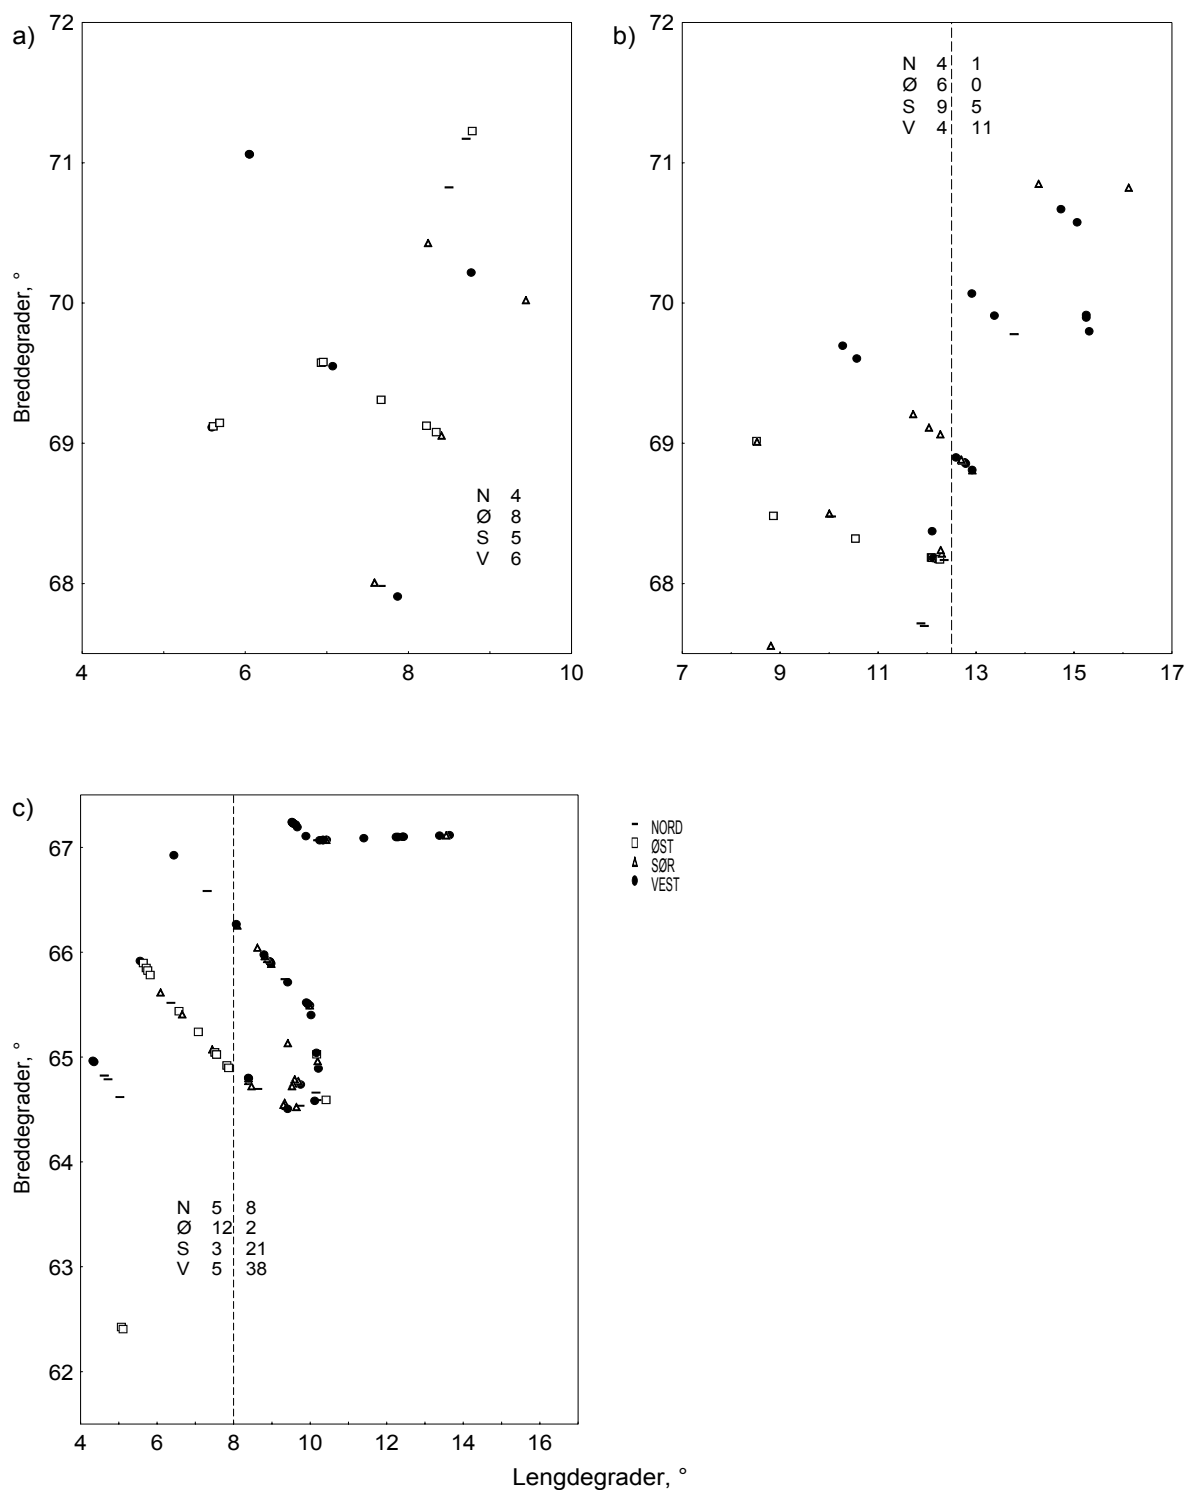 a)
72
71
70
69
68
Breddegrader, °
N 4
Ø 8
S 5
V 6
4 6 8 10
b)
72
71
70
69
68
N 4 1
Ø 6 0
S 9 5
V 4 11
7 9 11 13 15 17
c)
67
66
65
64
63
62
Breddegrader, °
N 5 8
Ø 12 2
S 3 21
V 5 38
4 6 8 10 12 14 16
NORD
ØST
SØR
VEST
Lengdegrader, °